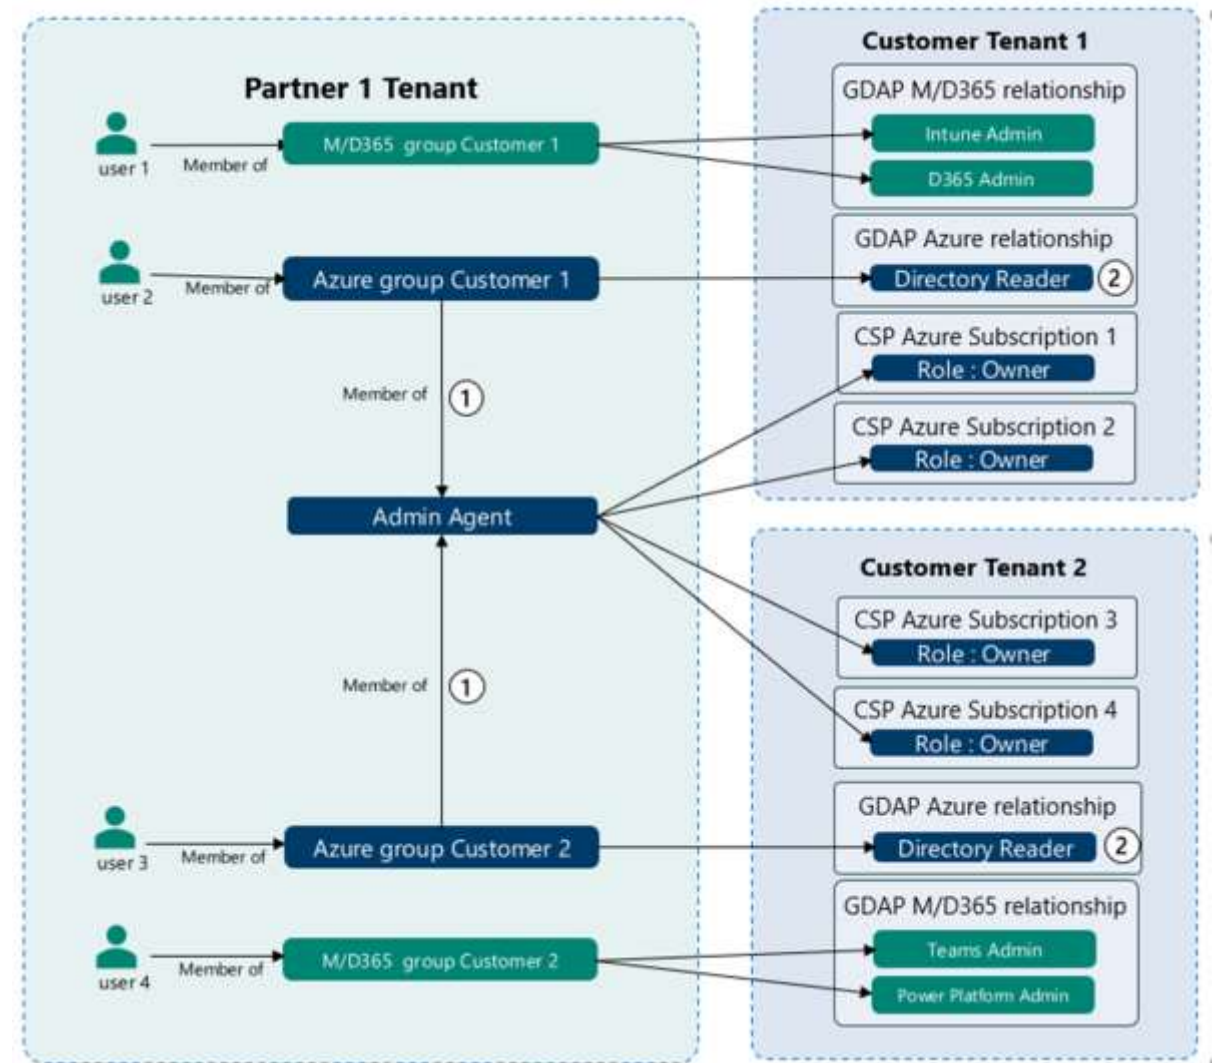 Partner 1 Tenant
user 1
Member of
M/D365 group Customer 1
user 2
Member of
Azure group Customer 1
Member of
1
Admin Agent
Member of
1
user 3
Member of
Azure group Customer 2
user 4
Member of
M/D365 group Customer 2
Customer Tenant 1
GDAP M/D365 relationship
Intune Admin
D365 Admin
GDAP Azure relationship
Directory Reader
2
CSP Azure Subscription 1
Role : Owner
CSP Azure Subscription 2
Role : Owner
Customer Tenant 2
CSP Azure Subscription 3
Role : Owner
CSP Azure Subscription 4
Role : Owner
GDAP Azure relationship
Directory Reader
2
GDAP M/D365 relationship
Teams Admin
Power Platform Admin